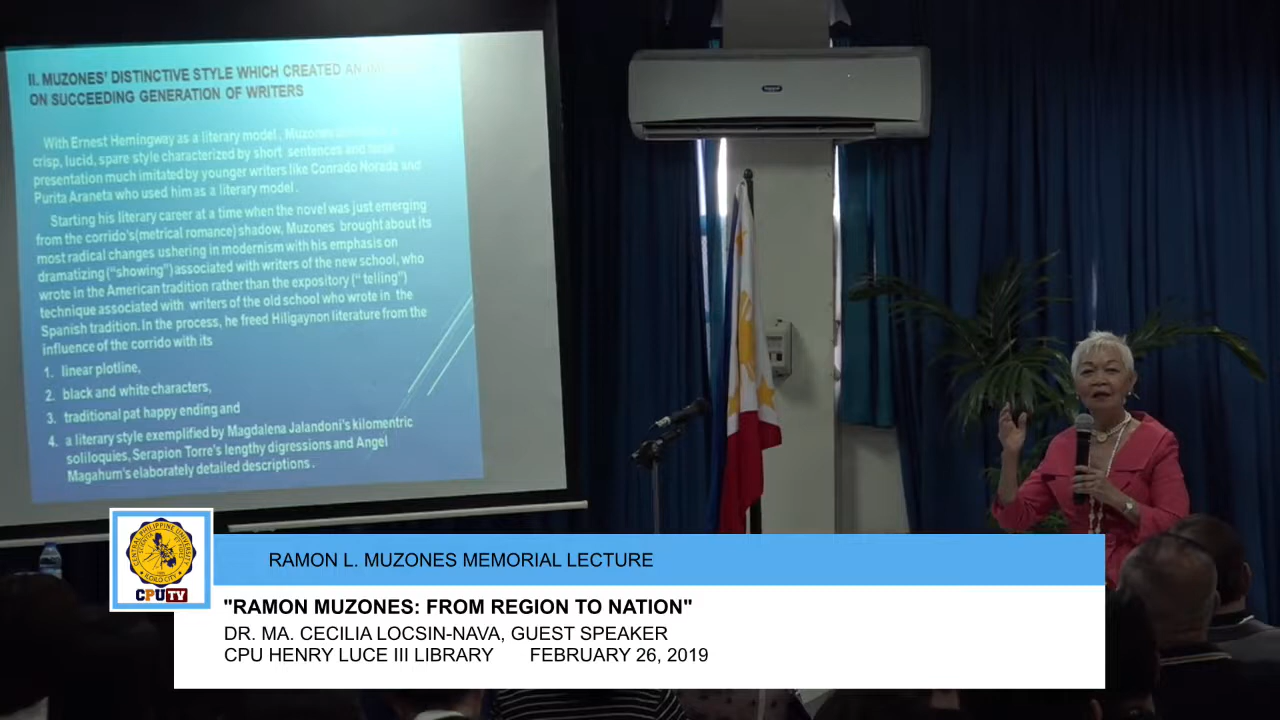 II. MUZONES' DISTINCTIVE STYLE WHICH CREATED AN
ON SUCCEEDING GENERATION OF WRITERS
With Ernest Hemingway as a literary model , Muzones
crisp, lucid, spare style characterized by short sentences and
presentation much imitated by younger writers like Conrado Norada and
Purita Araneta who used him as a literary model .
Starting his literary career at a time when the novel was just emerging
from the corrido's(metrical romance) shadow, Muzones brought about its
most radical changes ushering in modernism with his emphasis on
dramatizing ("showing") associated with writers of the new school, who
wrote in the American tradition rather than the expository (" telling")
technique associated with writers of the old school who wrote in the
Spanish tradition. In the process, he freed Hiligaynon literature from the
influence of the corrido with its
1. linear plotline,
2. black and white characters,
3. traditional pat happy ending and
4. a literary style exemplified by Magdalena Jalandoni's kilomentric
soliloquies, Serapion Torre's lengthy digressions and Angel
Magahum's elaborately detailed descriptions .
CENTRAL PHILIPPINE UNIVERSITY
ILOILO CITY
CPUTV
RAMON L. MUZONES MEMORIAL LECTURE
"RAMON MUZONES: FROM REGION TO NATION"
DR. MA. CECILIA LOCSIN-NAVA, GUEST SPEAKER
CPU HENRY LUCE III LIBRARY FEBRUARY 26, 2019